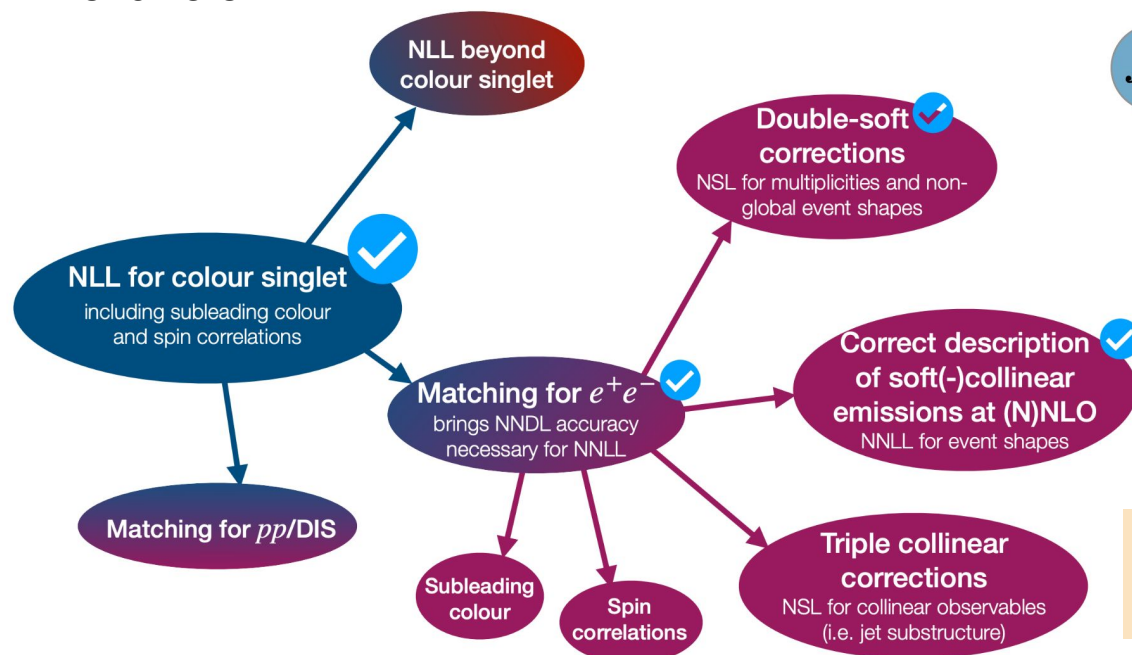 NLL beyond
colour singlet
Double-soft
corrections
NSL for multiplicities and non-
global event shapes
NLL for colour singlet
including subleading colour
and spin correlations
Correct description
of soft(-)collinear
emissions at (N)NLO
NNLL for event shapes
Matching for e⁺e⁻
brings NNDL accuracy
necessary for NNLL
Matching for pp/DIS
Triple collinear
corrections
NSL for collinear observables
(i.e. jet substructure)
Subleading
colour
Spin
correlations